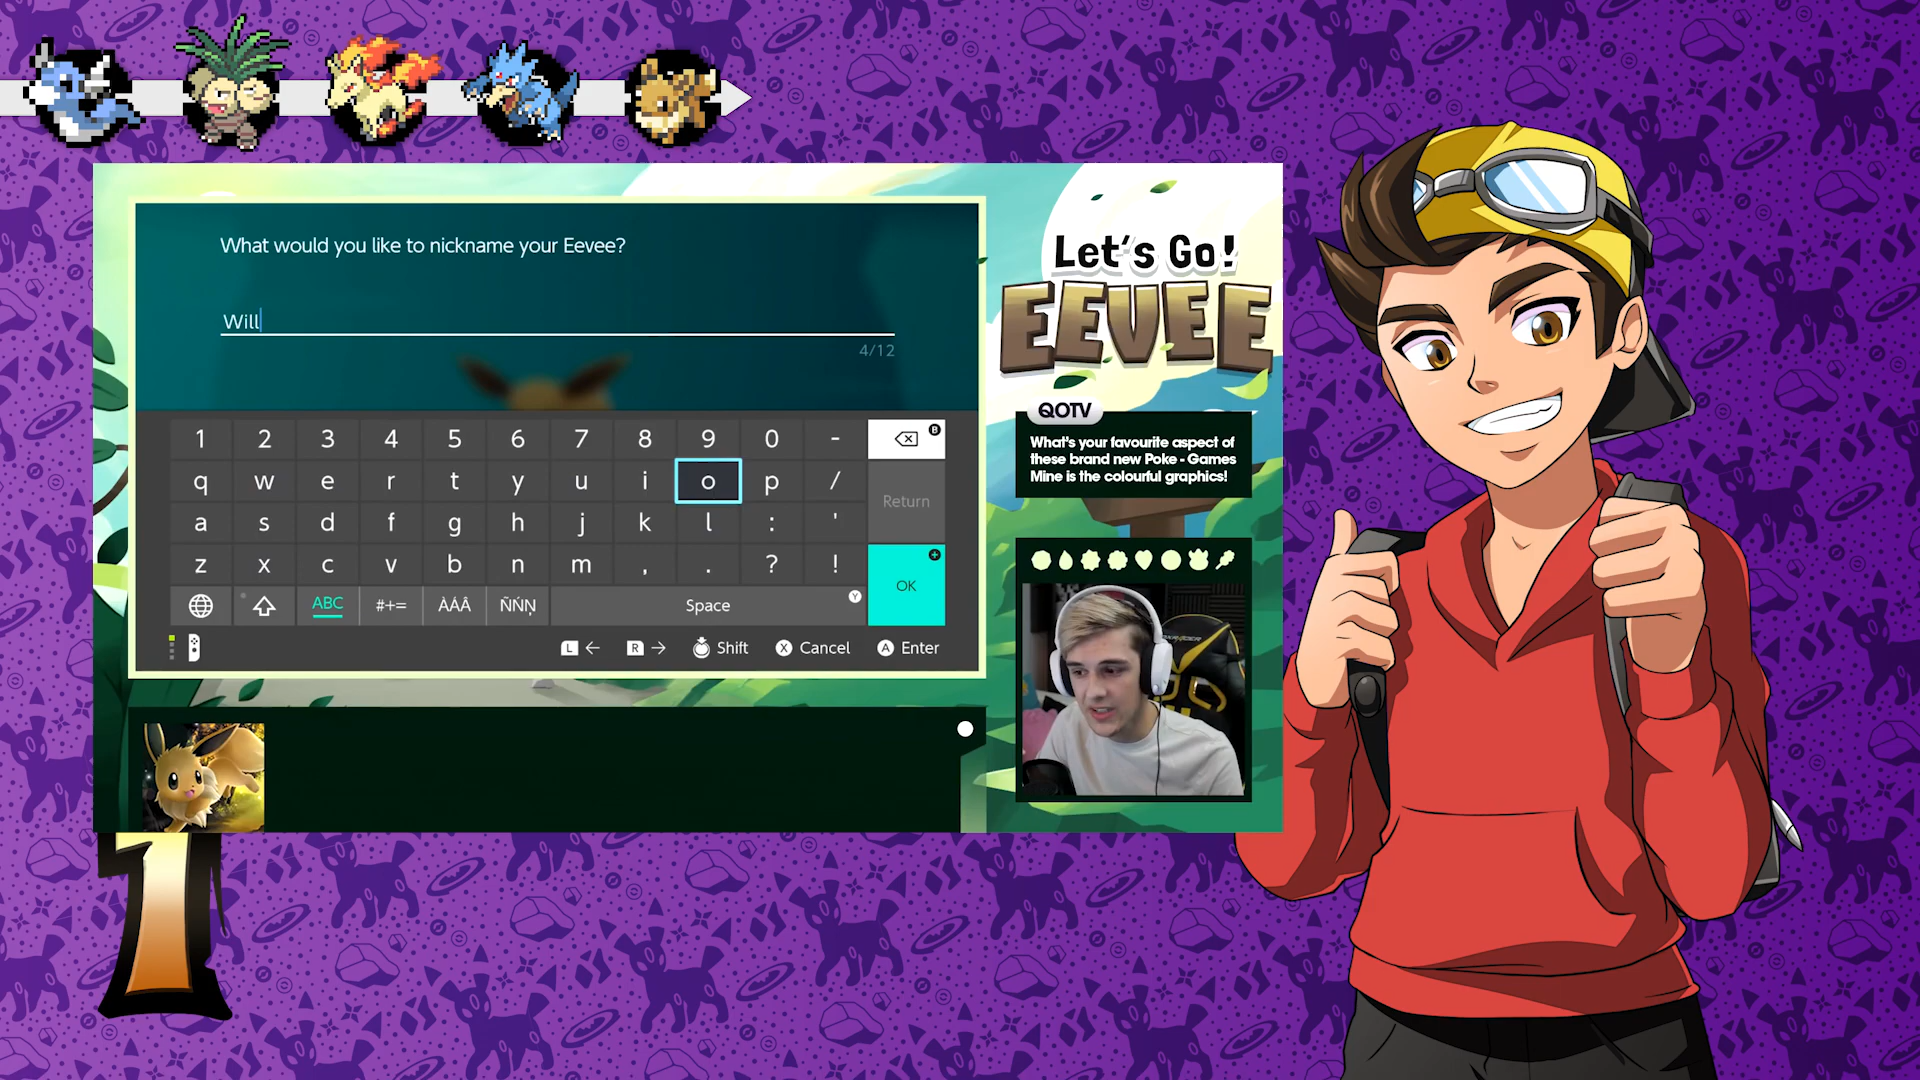 What would you like to nickname your Eevee?
Will
4/12
1 2 3 4 5 6 7 8 9 0 -
q w e r t y u i o p /
Return
a s d f g h j k l : '
z x c v b n m , . ? !
OK
ABC #+= ÀÁÂ ÑŃŅ Space
L ← R → Shift X Cancel A Enter
B
+
Y
Let's Go!
EEVEE
QOTV
What's your favourite aspect of
these brand new Poke - Games
Mine is the colourful graphics!
1